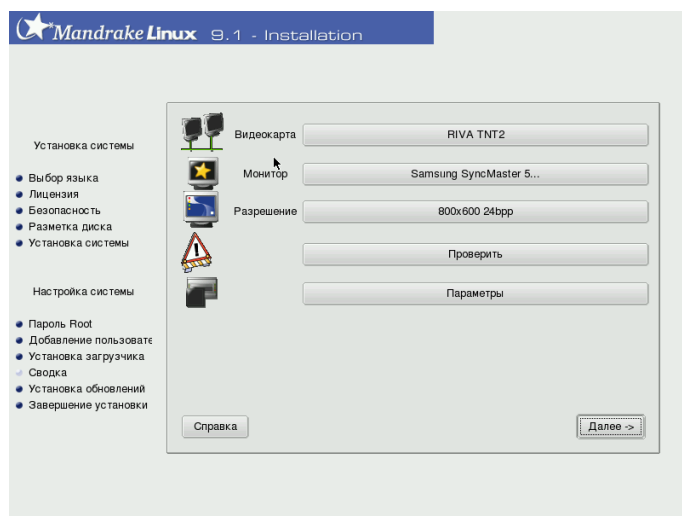 Mandrake Linux 9.1 - Installation
Установка системы
Выбор языка
Лицензия
Безопасность
Разметка диска
Установка системы
Настройка системы
Пароль Root
Добавление пользовате
Установка загрузчика
Сводка
Установка обновлений
Завершение установки
Видеокарта RIVA TNT2
Монитор Samsung SyncMaster 5...
Разрешение 800x600 24bpp
Проверить
Параметры
Справка Далее ->